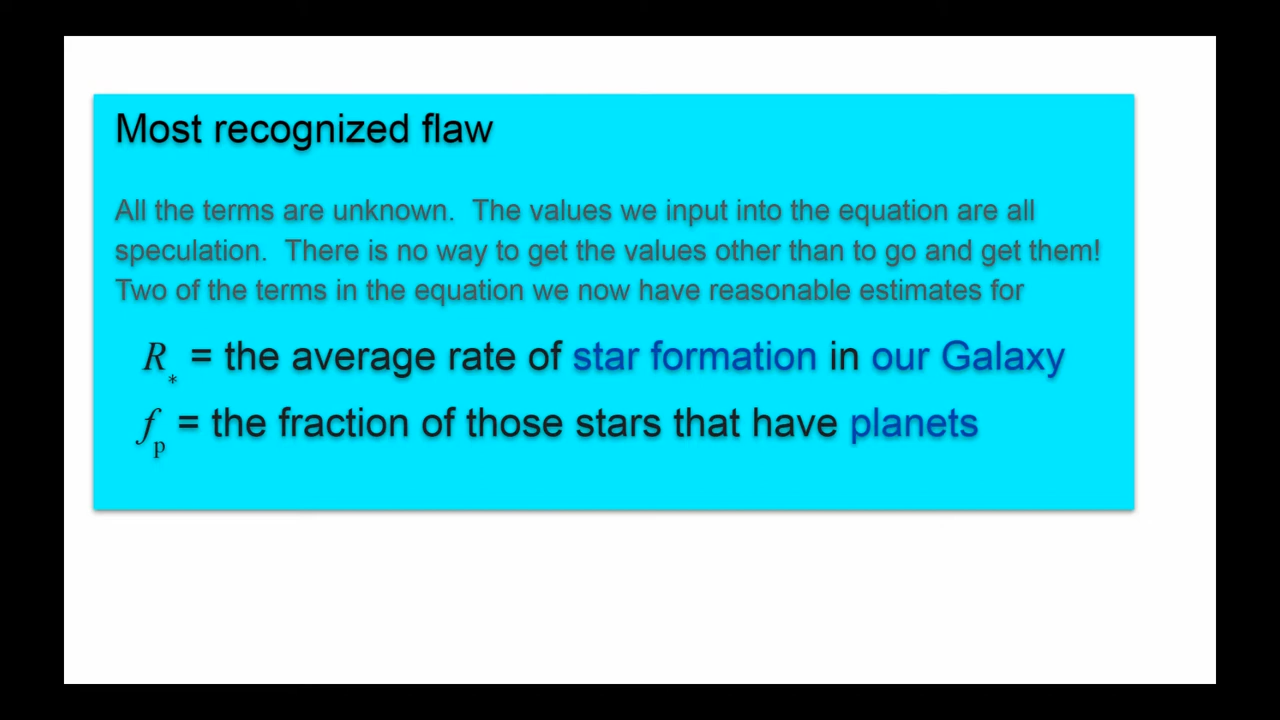 Most recognized flaw
All the terms are unknown.  The values we input into the equation are all
speculation.  There is no way to get the values other than to go and get them!
Two of the terms in the equation we now have reasonable estimates for
R* = the average rate of star formation in our Galaxy
fp = the fraction of those stars that have planets